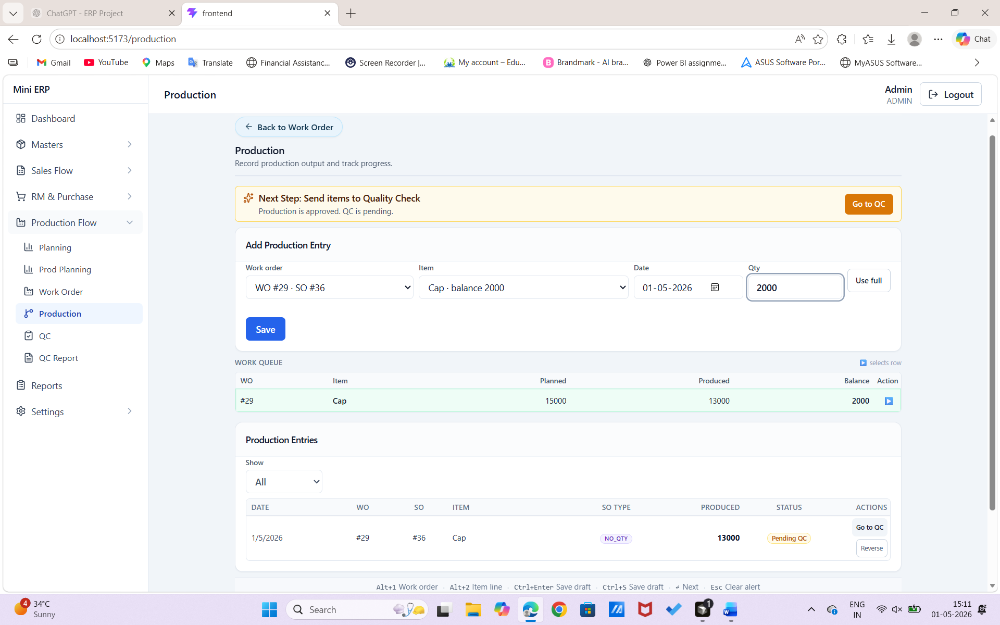 ChatGPT - ERP Project
frontend
localhost:5173/production
Chat
Gmail
YouTube
Maps
Translate
Financial Assistanc...
Screen Recorder |...
My account – Edu...
Brandmark - AI bra...
Power BI assignme...
ASUS Software Por...
MyASUS Software...
Mini ERP
Dashboard
Masters
Sales Flow
RM & Purchase
Production Flow
Planning
Prod Planning
Work Order
Production
QC
QC Report
Reports
Settings
Production
Admin
ADMIN
Logout
Back to Work Order
Production
Record production output and track progress.
Next Step: Send items to Quality Check
Production is approved. QC is pending.
Go to QC
Add Production Entry
Work order Item Date Qty
WO #29 · SO #36 Cap · balance 2000 01-05-2026 2000 Use full
Save
WORK QUEUE selects row
WO Item Planned Produced Balance Action
#29 Cap 15000 13000 2000
Production Entries
Show
All
DATE WO SO ITEM SO TYPE PRODUCED STATUS ACTIONS
1/5/2026 #29 #36 Cap NO_QTY 13000 Pending QC Go to QC
Reverse
Alt+1 Work order · Alt+2 Item line · Ctrl+Enter Save draft · Ctrl+S Save draft · ↵ Next · Esc Clear alert
4
34°C
Sunny
Search
1
ENG
IN
15:11
01-05-2026